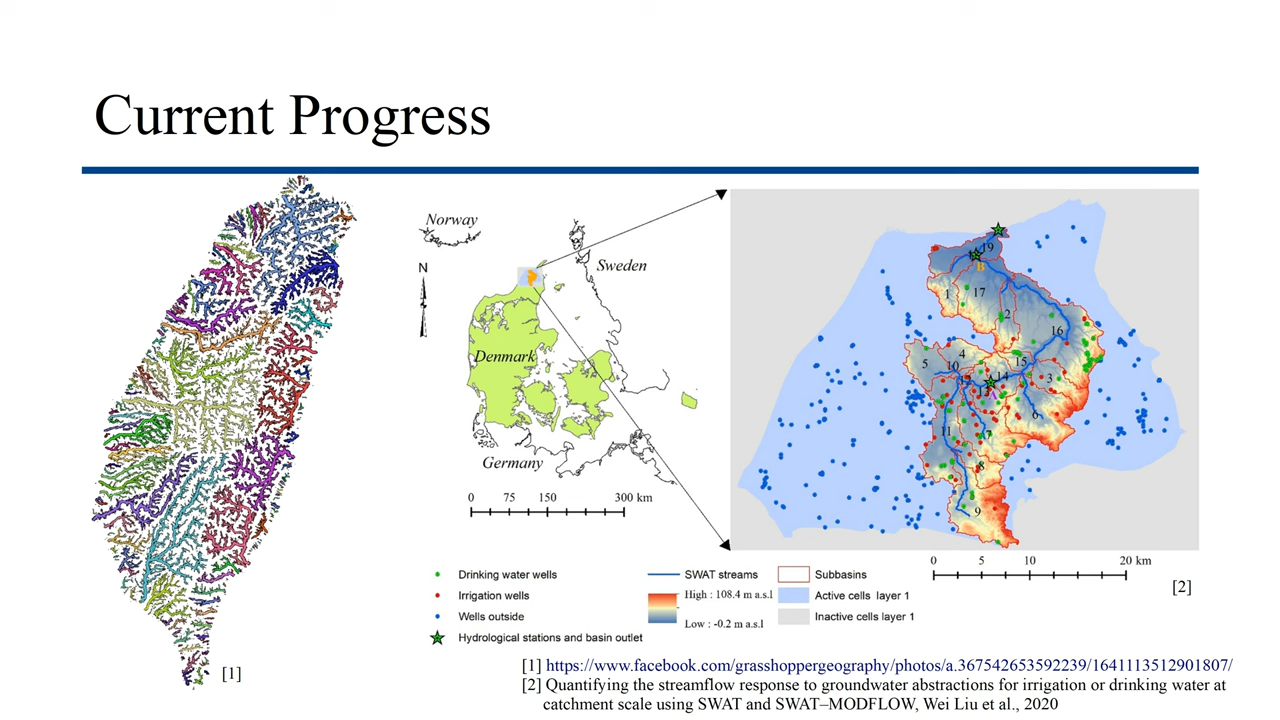 Current Progress
Norway
N
Sweden
Denmark
Germany
0 75 150 300 km
19
B
1
17
2
16
5
4
10
15
14
3
6
11
7
8
9
0 5 10 20 km
[2]
Drinking water wells
Irrigation wells
Wells outside
Hydrological stations and basin outlet
SWAT streams
High : 108.4 m a.s.l
Low : -0.2 m a.s.l
Subbasins
Active cells layer 1
Inactive cells layer 1
[1]
[1] https://www.facebook.com/grasshoppergeography/photos/a.367542653592239/1641113512901807/
[2] Quantifying the streamflow response to groundwater abstractions for irrigation or drinking water at
catchment scale using SWAT and SWAT–MODFLOW, Wei Liu et al., 2020